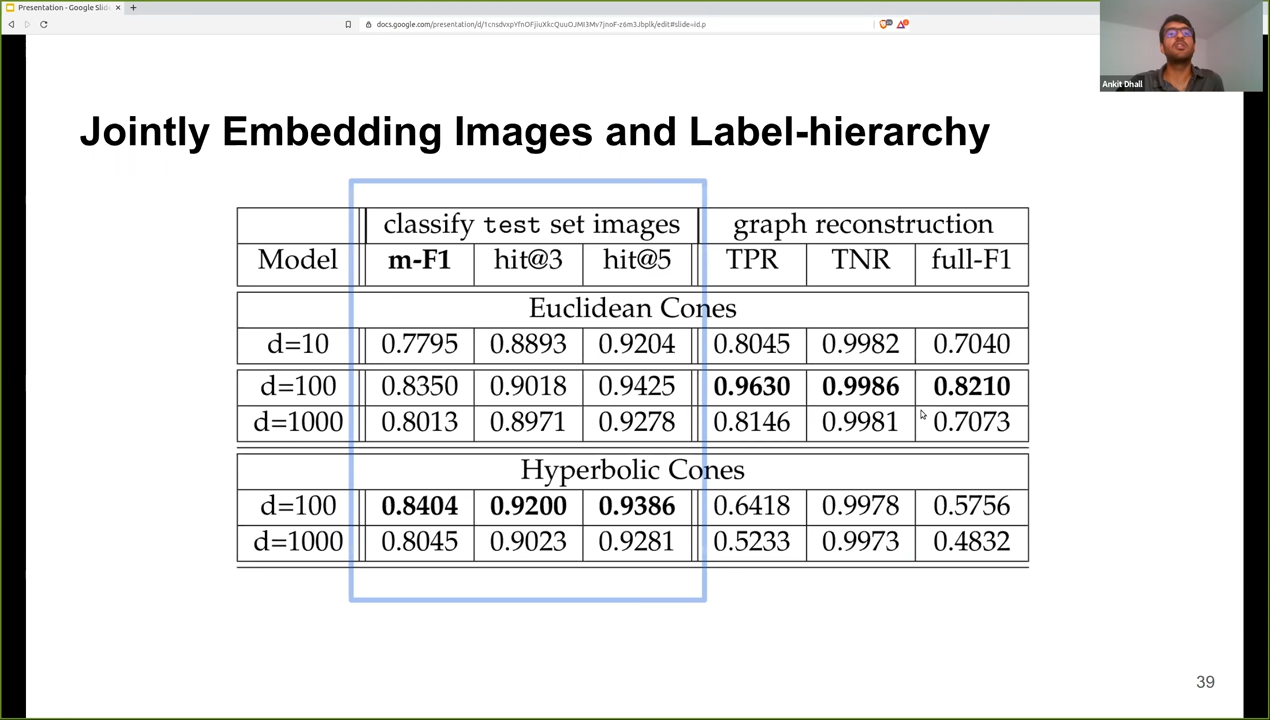 Presentation - Google Slid
docs.google.com/presentation/d/
Ankit Dhall
Jointly Embedding Images and Label-hierarchy
classify test set images graph reconstruction
Model m-F1 hit@3 hit@5 TPR TNR full-F1
Euclidean Cones
d=10 0.7795 0.8893 0.9204 0.8045 0.9982 0.7040
d=100 0.8350 0.9018 0.9425 0.9630 0.9986 0.8210
d=1000 0.8013 0.8971 0.9278 0.8146 0.9981 0.7073
Hyperbolic Cones
d=100 0.8404 0.9200 0.9386 0.6418 0.9978 0.5756
d=1000 0.8045 0.9023 0.9281 0.5233 0.9973 0.4832
39